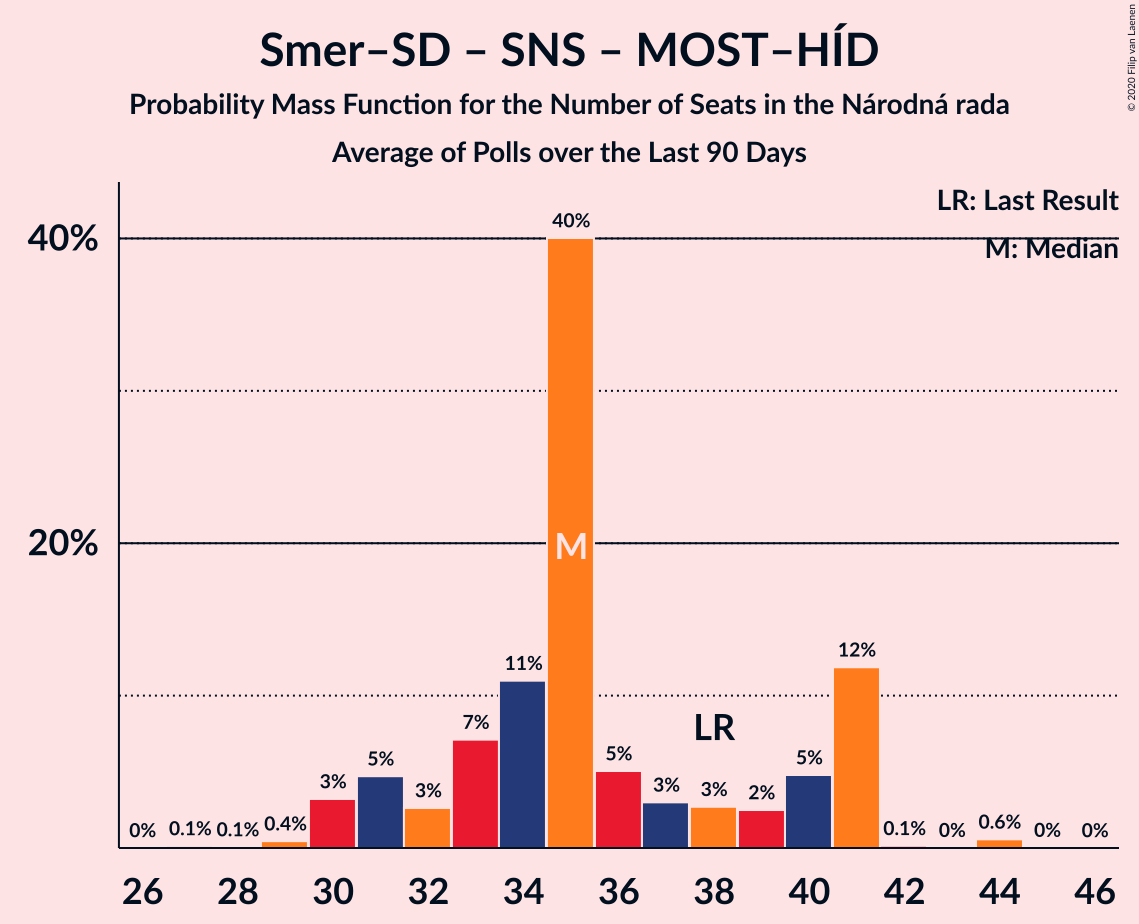 Smer–SD – SNS – MOST–HÍD
Probability Mass Function for the Number of Seats in the Národná rada
Average of Polls over the Last 90 Days
© 2020 Filip van Laenen
LR: Last Result
M: Median
40%
20%
0% 0.1% 0.1% 0.4% 3% 5% 3% 7% 11% 40% 5% 3% 3% 2% 5% 12% 0.1% 0% 0.6% 0% 0%
M
LR
26 28 30 32 34 36 38 40 42 44 46